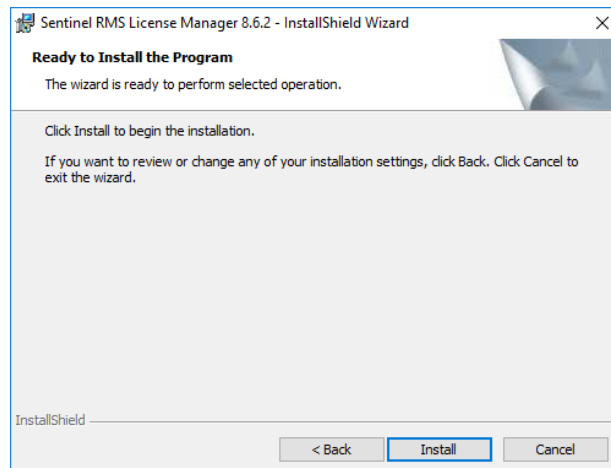 Sentinel RMS License Manager 8.6.2 - InstallShield Wizard
Ready to Install the Program
The wizard is ready to perform selected operation.
Click Install to begin the installation.
If you want to review or change any of your installation settings, click Back. Click Cancel to
exit the wizard.
InstallShield
< Back Install Cancel